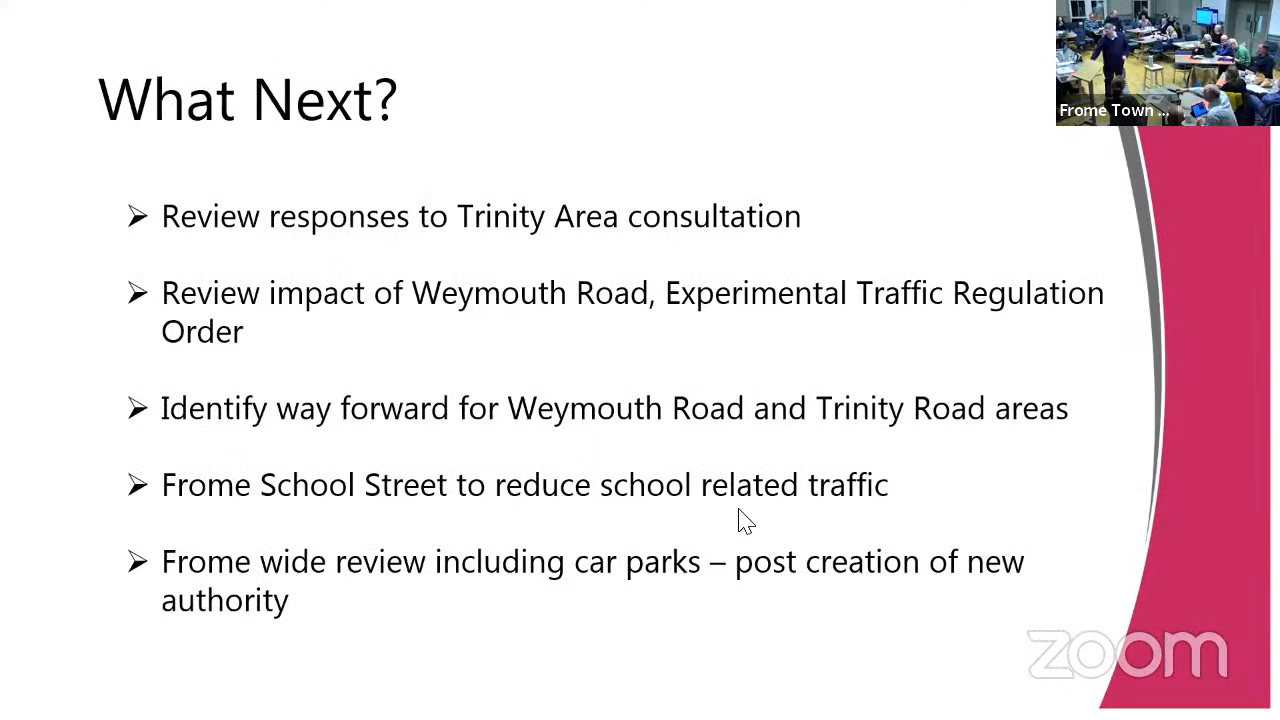 What Next?
Frome Town ...
Review responses to Trinity Area consultation
Review impact of Weymouth Road, Experimental Traffic Regulation
Order
Identify way forward for Weymouth Road and Trinity Road areas
Frome School Street to reduce school related traffic
Frome wide review including car parks – post creation of new
authority
zoom